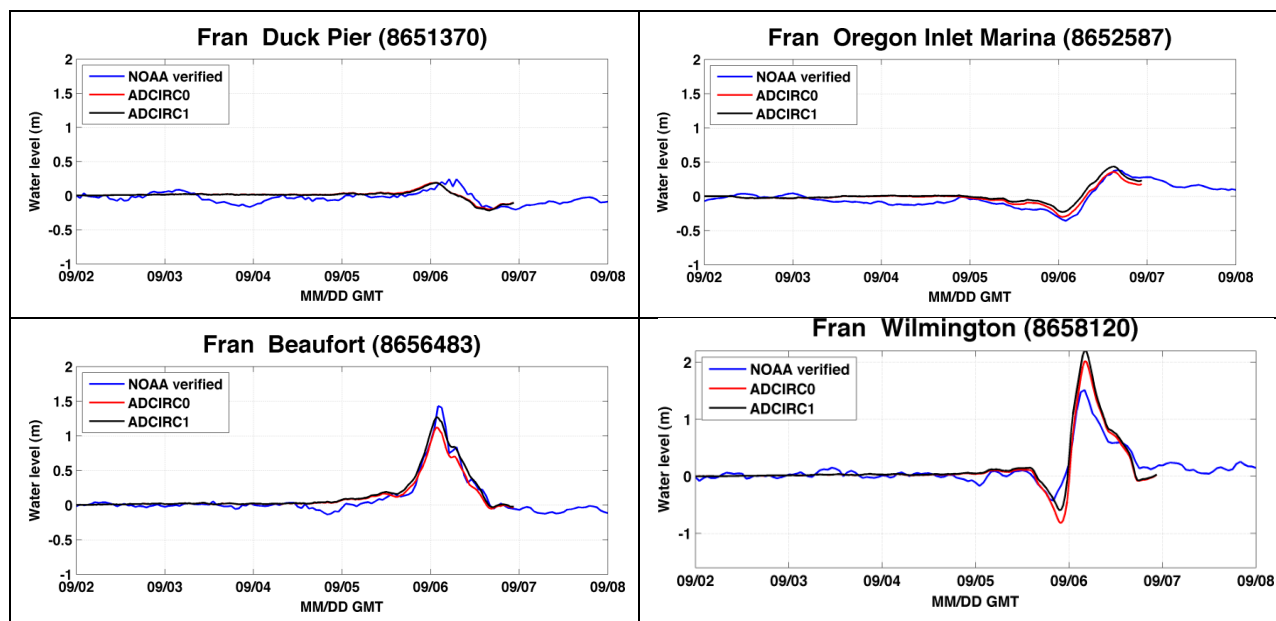 Fran Duck Pier (8651370)
2
1.5
1
0.5
0
-0.5
-1
Water level (m)
NOAA verified
ADCIRC0
ADCIRC1
09/02 09/03 09/04 09/05 09/06 09/07 09/08
MM/DD GMT
Fran Oregon Inlet Marina (8652587)
2
1.5
1
0.5
0
-0.5
-1
Water level (m)
NOAA verified
ADCIRC0
ADCIRC1
09/02 09/03 09/04 09/05 09/06 09/07 09/08
MM/DD GMT
Fran Beaufort (8656483)
2
1.5
1
0.5
0
-0.5
-1
Water level (m)
NOAA verified
ADCIRC0
ADCIRC1
09/02 09/03 09/04 09/05 09/06 09/07 09/08
MM/DD GMT
Fran Wilmington (8658120)
2
1
0
-1
Water level (m)
NOAA verified
ADCIRC0
ADCIRC1
09/02 09/03 09/04 09/05 09/06 09/07 09/08
MM/DD GMT